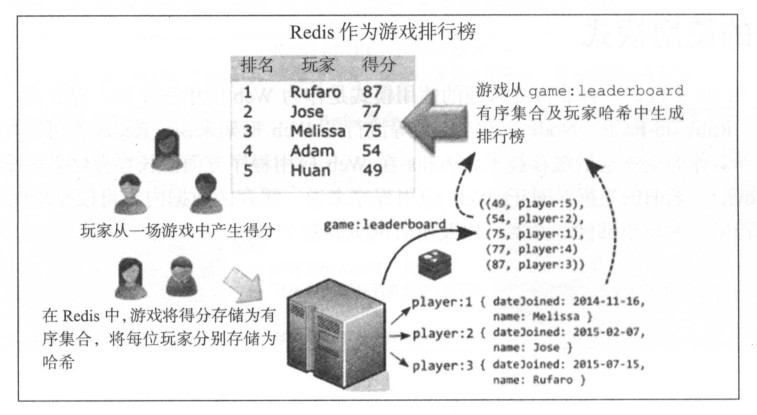 Redis 作为游戏排行榜
排名 玩家 得分
1 Rufaro 87
2 Jose 77
3 Melissa 75
4 Adam 54
5 Huan 49
游戏从 game:leaderboard
有序集合及玩家哈希中生成
排行榜
玩家从一场游戏中产生得分
game:leaderboard
((49, player:5),
(54, player:2),
(75, player:1),
(77, player:4)
(87, player:3))
在 Redis 中,游戏将得分存储为有
序集合，将每位玩家分别存储为
哈希
player:1 { dateJoined: 2014-11-16,
name: Melissa }
player:2 { dateJoined: 2015-02-07,
name: Jose }
player:3 { dateJoined: 2015-07-15,
name: Rufaro }